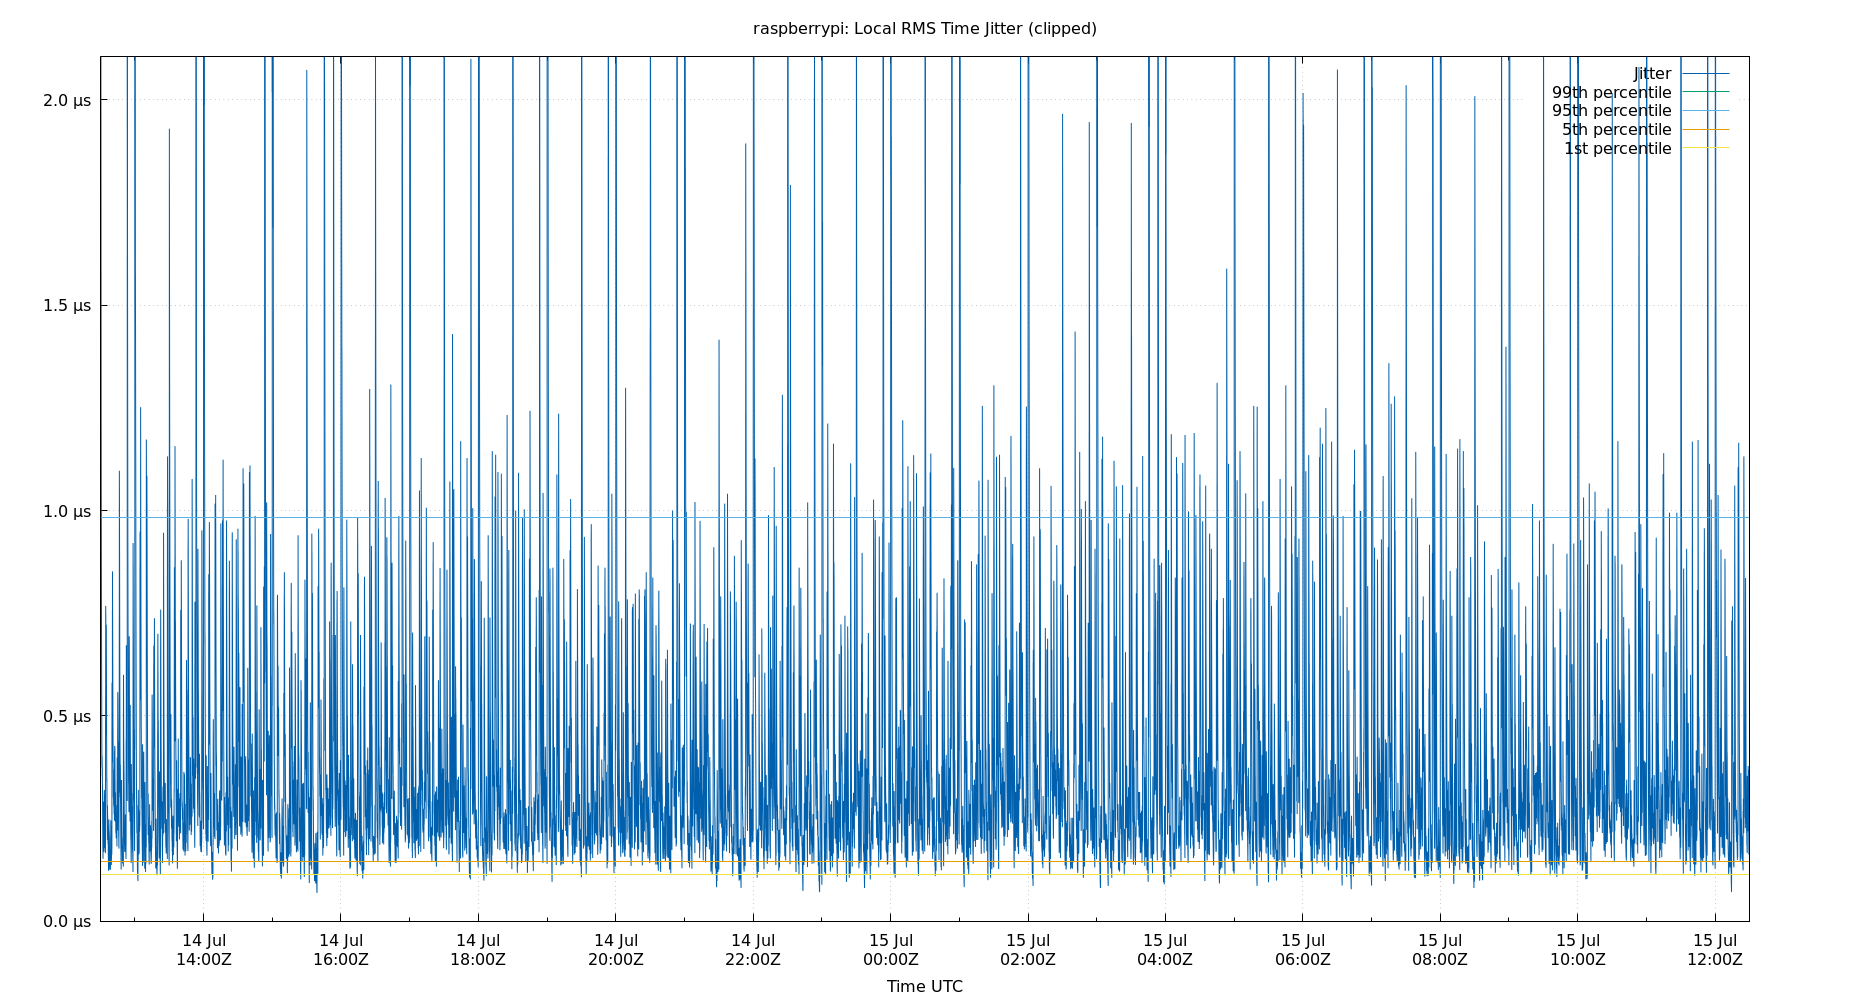 raspberrypi: Local RMS Time Jitter (clipped)
Jitter
99th percentile
95th percentile
5th percentile
1st percentile
2.0 µs
1.5 µs
1.0 µs
0.5 µs
0.0 µs
14 Jul 14 Jul 14 Jul 14 Jul 14 Jul 15 Jul 15 Jul 15 Jul 15 Jul 15 Jul 15 Jul 15 Jul
14:00Z 16:00Z 18:00Z 20:00Z 22:00Z 00:00Z 02:00Z 04:00Z 06:00Z 08:00Z 10:00Z 12:00Z
Time UTC